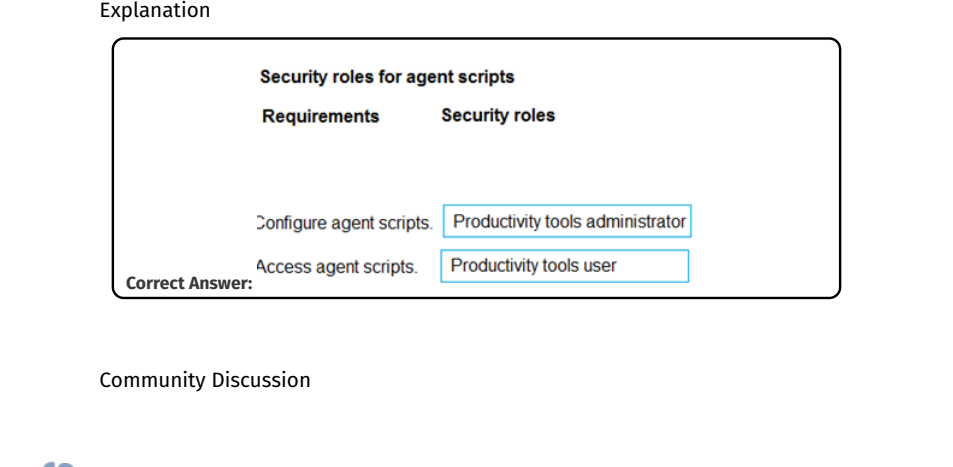 Explanation
Security roles for agent scripts
Requirements Security roles
Configure agent scripts. Productivity tools administrator
Access agent scripts. Productivity tools user
Correct Answer:
Community Discussion